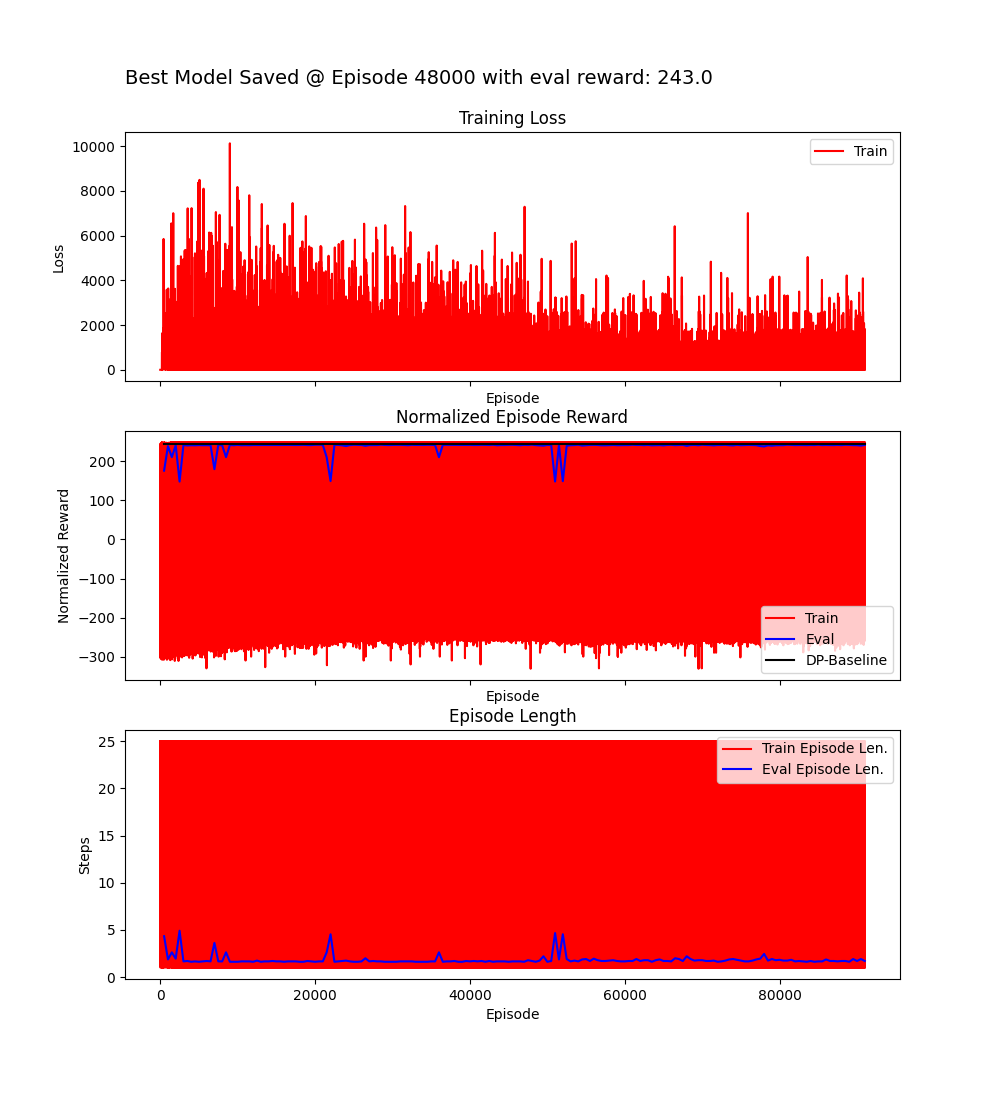 Best Model Saved @ Episode 48000 with eval reward: 243.0
Training Loss
10000
8000
6000
4000
2000
0
Loss
Train
Episode
Normalized Episode Reward
200
100
0
−100
−200
−300
Normalized Reward
Train
Eval
DP-Baseline
Episode
Episode Length
25
20
15
10
5
0
Steps
Train Episode Len.
Eval Episode Len.
0 20000 40000 60000 80000
Episode